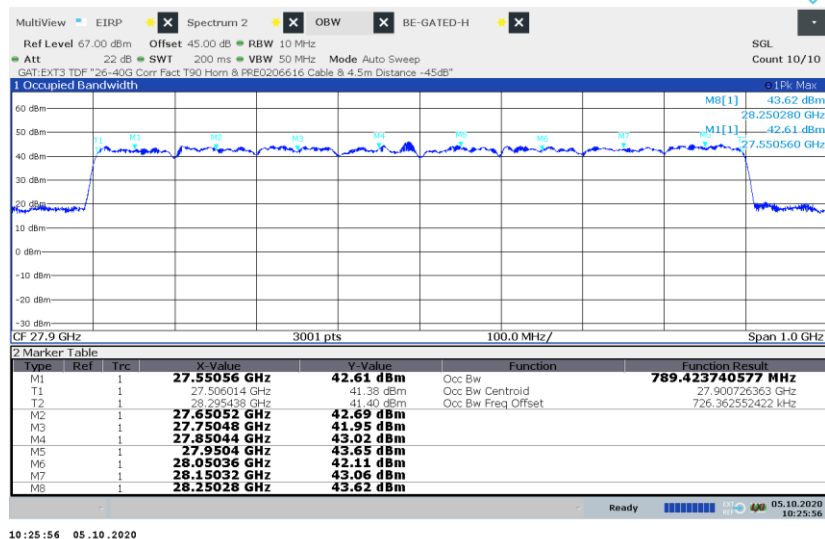 MultiView EIRP Spectrum 2 OBW BE-GATED-H
Ref Level 67.00 dBm Offset 45.00 dB RBW 10 MHz SGL
Att 22 dB SWT 200 ms VBW 50 MHz Mode Auto Sweep Count 10/10
GAT:EXT3 TDF "26-40G Corr Fact T90 Horn & PRE0206616 Cable & 4.5m Distance -45dB"
1 Occupied Bandwidth 1Pk Max
M8[1] 43.62 dBm
28.250280 GHz
M1[1] 42.61 dBm
27.550560 GHz
60 dBm
50 dBm
T1 M1 M2 M3 M4 M5 M6 M7
40 dBm
30 dBm
20 dBm
10 dBm
0 dBm
-10 dBm
-20 dBm
-30 dBm
CF 27.9 GHz 3001 pts 100.0 MHz/ Span 1.0 GHz
2 Marker Table
Type Ref Trc X-Value Y-Value Function Function Result
M1 1 27.55056 GHz 42.61 dBm Occ Bw 789.423740577 MHz
T1 1 27.506014 GHz 41.38 dBm Occ Bw Centroid 27.900726363 GHz
T2 1 28.295438 GHz 41.40 dBm Occ Bw Freq Offset 726.362552422 kHz
M2 1 27.65052 GHz 42.69 dBm
M3 1 27.75048 GHz 41.95 dBm
M4 1 27.85044 GHz 43.02 dBm
M5 1 27.9504 GHz 43.65 dBm
M6 1 28.05036 GHz 42.11 dBm
M7 1 28.15032 GHz 43.06 dBm
M8 1 28.25028 GHz 43.62 dBm
Ready 05.10.2020
10:25:56
10:25:56 05.10.2020